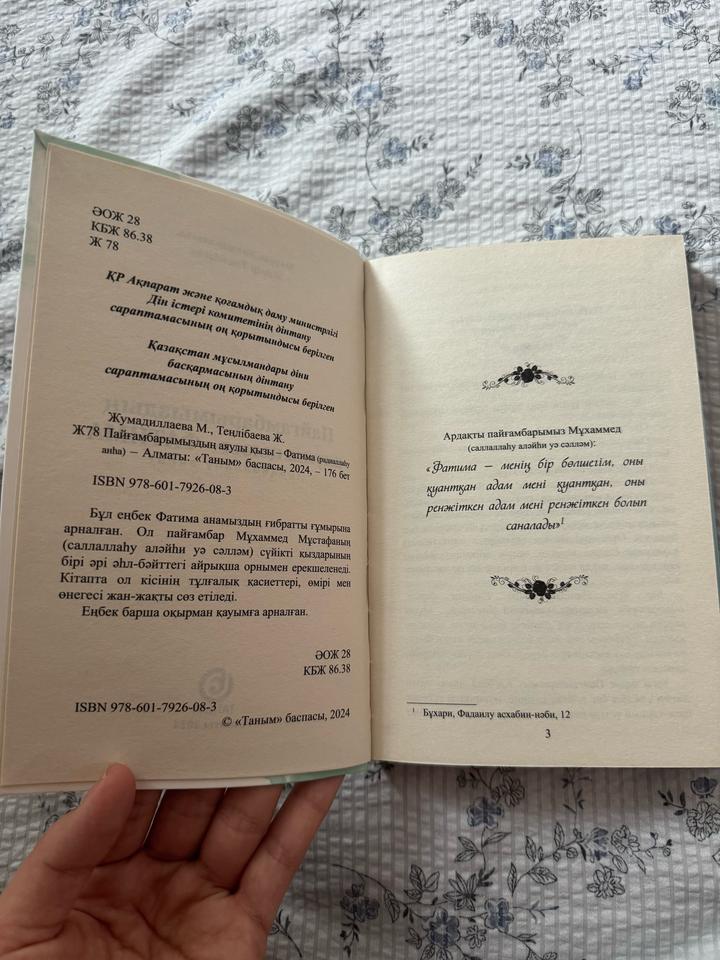 ӘОЖ 28
КБЖ 86.38
Ж 78
ҚР Ақпарат және қоғамдық даму министрлігі
Дін істері комитетінің дінтану
сараптамасының оң қорытындысы берілген
Қазақстан мұсылмандары діни
басқармасының дінтану
сараптамасының оң қорытындысы берілген
Жумадиллаева М., Теңлібаева Ж.
Ж78 Пайғамбарымыздың аяулы қызы – Фатима (радиаллаһу
анһа) – Алматы: «Таным» баспасы, 2024, – 176 бет
ISBN 978-601-7926-08-3
Бұл еңбек Фатима анамыздың ғибратты ғұмырына
арналған. Ол пайғамбар Мұхаммед Мұстафаның
(саллаллаһу аләйһи уә сәлләм) сүйікті қыздарының
бірі әрі әһл-бәйттегі айрықша орнымен ерекшеленеді.
Кітапта ол кісінің тұлғалық қасиеттері, өмірі мен
өнегесі жан-жақты сөз етіледі.
Еңбек барша оқырман қауымға арналған.
ӘОЖ 28
КБЖ 86.38
ISBN 978-601-7926-08-3
© «Таным» баспасы, 2024
Ардақты пайғамбарымыз Мұхаммед
(саллаллаһу аләйһи уә сәлләм):
«Фатима – менің бір бөлшегім, оны
қуантқан адам мені қуантқан, оны
ренжіткен адам мені ренжіткен болып
саналады»¹
¹ Бұхари, Фадаилу асхабин-нәби, 12
3